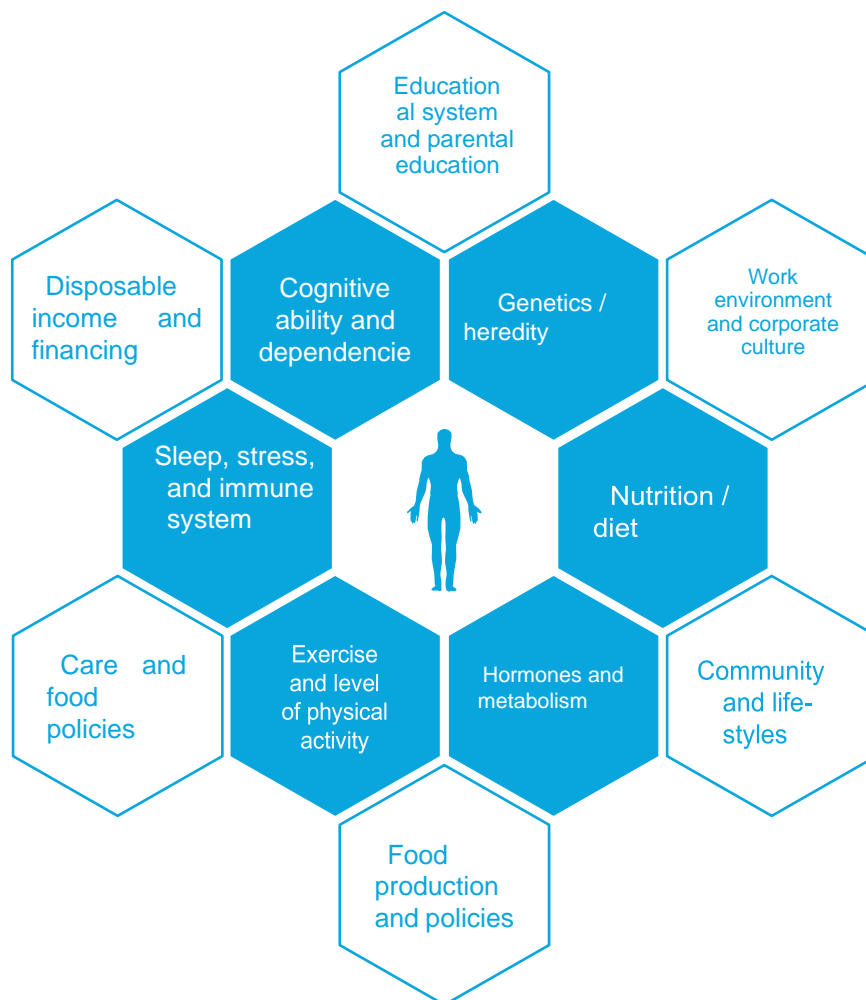 Education
al system
and parental
education
Disposable
income and
financing
Cognitive
ability and
dependencie
Genetics /
heredity
Work
environment
and corporate
culture
Sleep, stress,
and immune
system
Nutrition /
diet
Care and
food
policies
Exercise
and level
of physical
activity
Hormones and
metabolism
Community
and life-
styles
Food
production
and policies